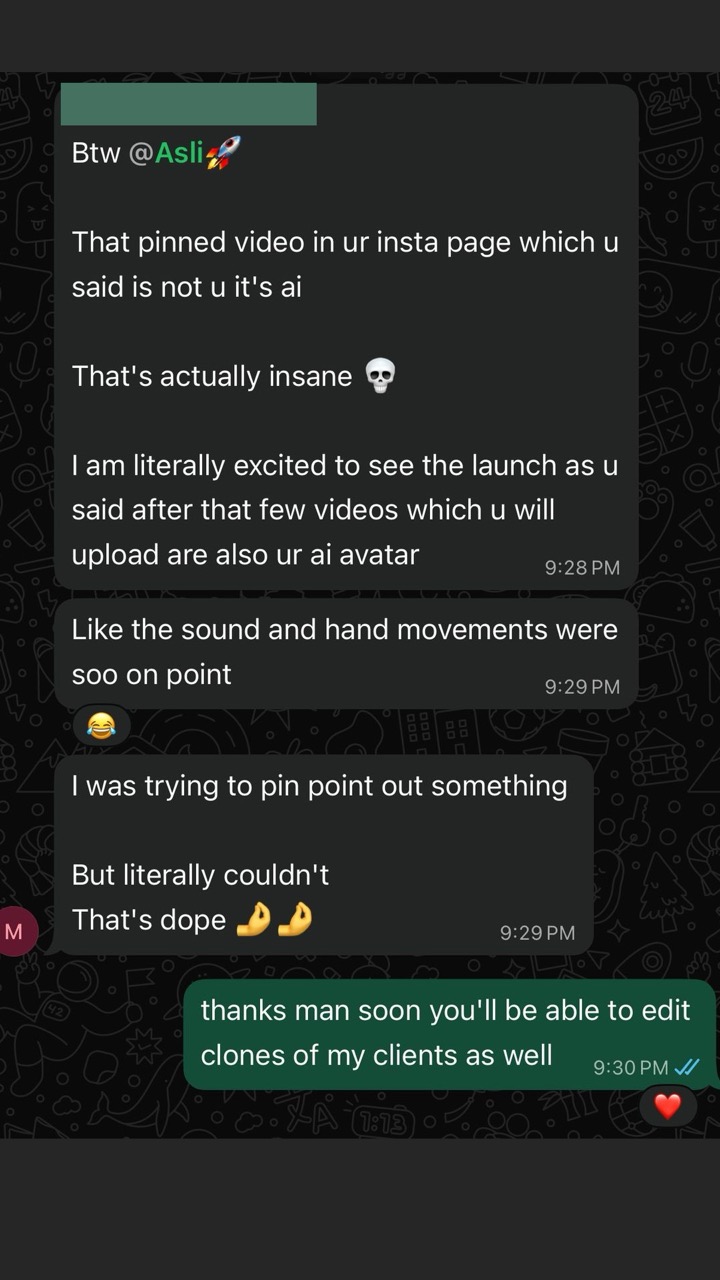 Btw @Asli🚀
That pinned video in ur insta page which u
said is not u it's ai
That's actually insane 💀
I am literally excited to see the launch as u
said after that few videos which u will
upload are also ur ai avatar
9:28 PM
Like the sound and hand movements were
soo on point
9:29 PM
😂
I was trying to pin point out something
But literally couldn't
That's dope 🤌🤌
9:29 PM
M
thanks man soon you'll be able to edit
clones of my clients as well
9:30 PM
❤️